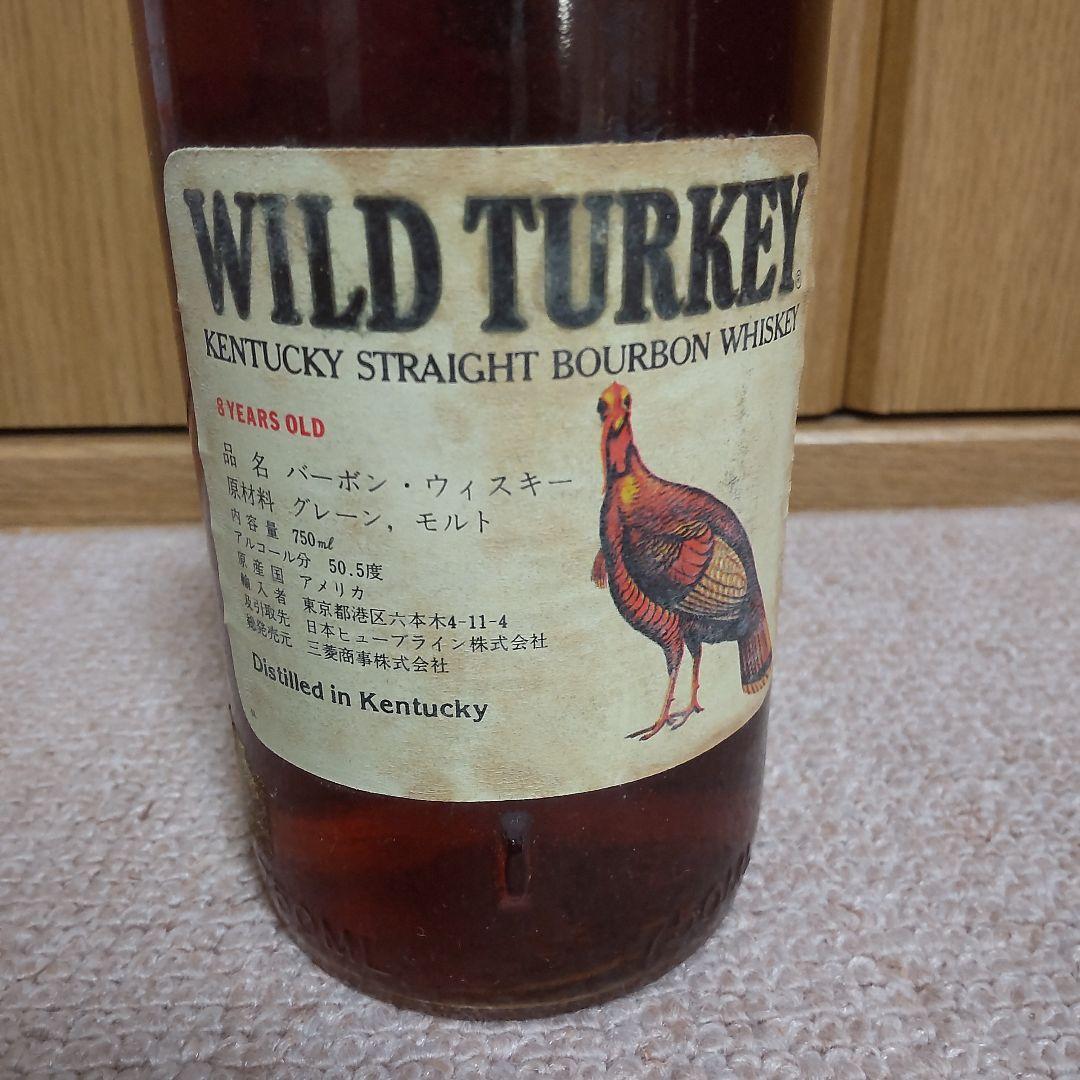 WILD TURKEY®
KENTUCKY STRAIGHT BOURBON WHISKEY
8 YEARS OLD
品名 バーボン・ウィスキー
原材料 グレーン, モルト
内容量 750ml
アルコール分 50.5度
原産国 アメリカ
輸入者 東京都港区六本木4-11-4
及引取先 日本ヒューブライン株式会社
総発売元 三菱商事株式会社
Distilled in Kentucky
750ML